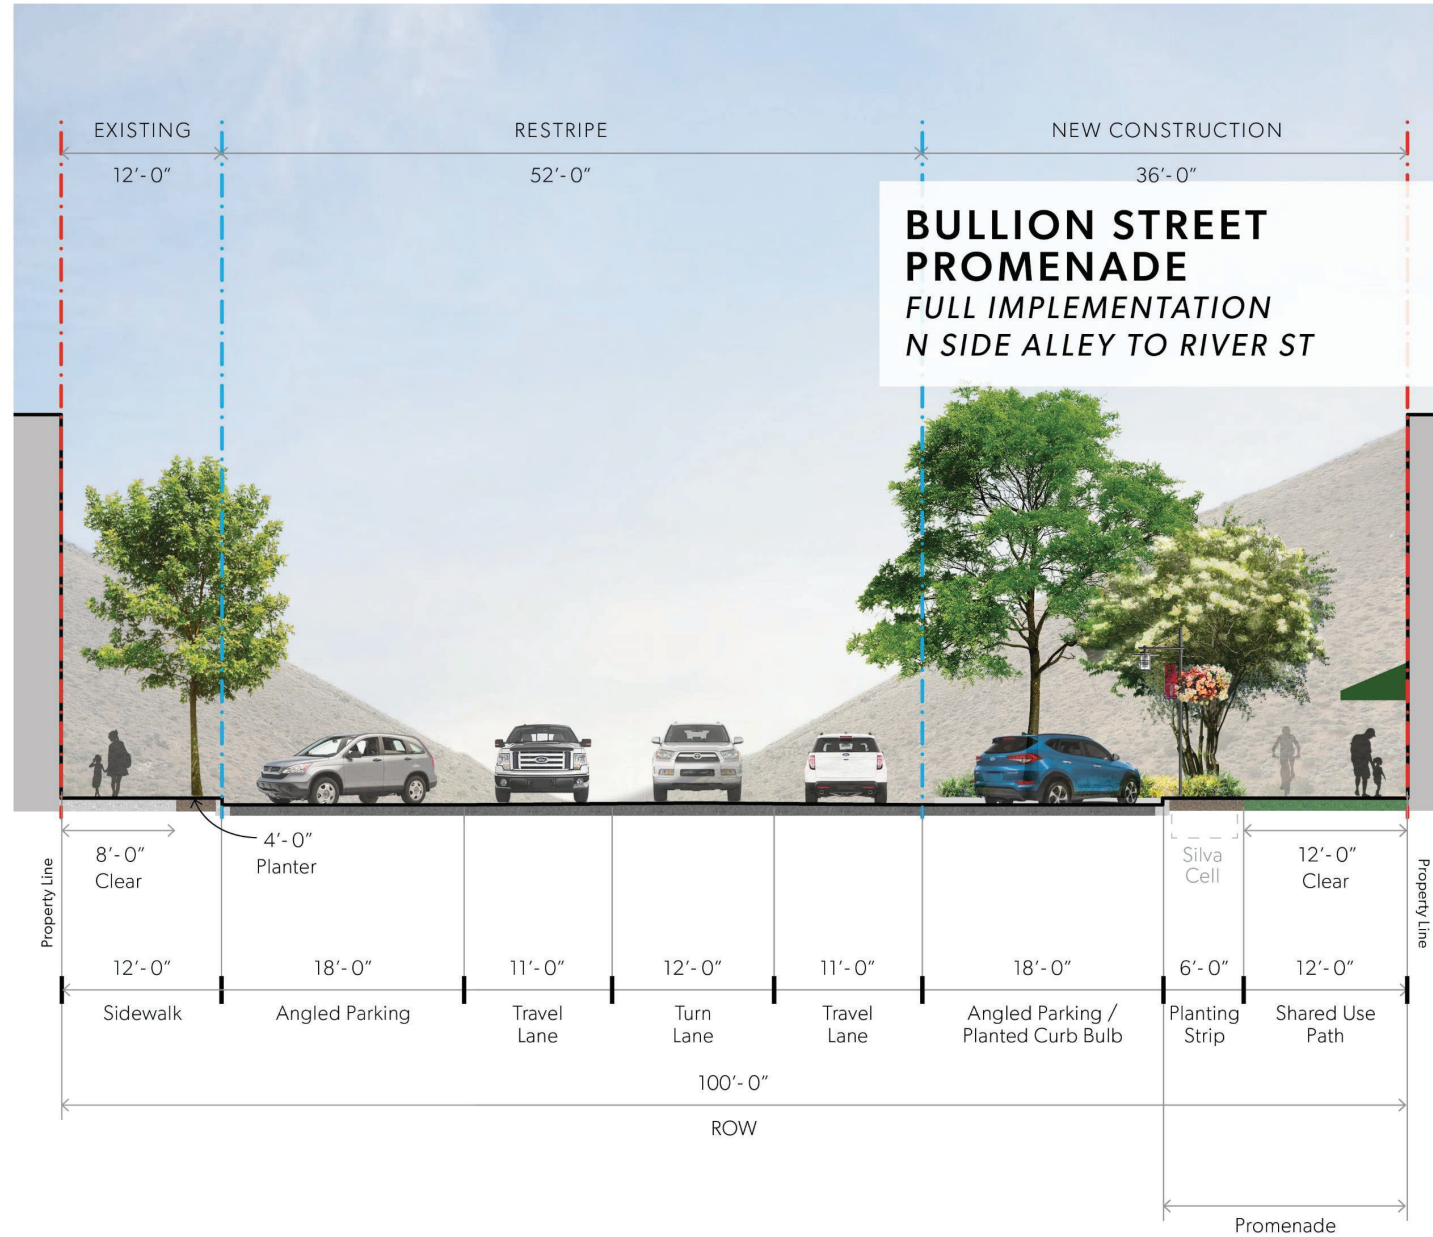 EXISTING
RESTRIPE
NEW CONSTRUCTION
12'-0"
52'-0"
36'-0"
BULLION STREET
PROMENADE
FULL IMPLEMENTATION
N SIDE ALLEY TO RIVER ST
4'-0"
Planter
8'-0"
Clear
Silva
Cell
12'-0"
Clear
Property Line
Property Line
12'-0"
18'-0"
11'-0"
12'-0"
11'-0"
18'-0"
6'-0"
12'-0"
Sidewalk
Angled Parking
Travel
Lane
Turn
Lane
Travel
Lane
Angled Parking /
Planted Curb Bulb
Planting
Strip
Shared Use
Path
100'-0"
ROW
Promenade